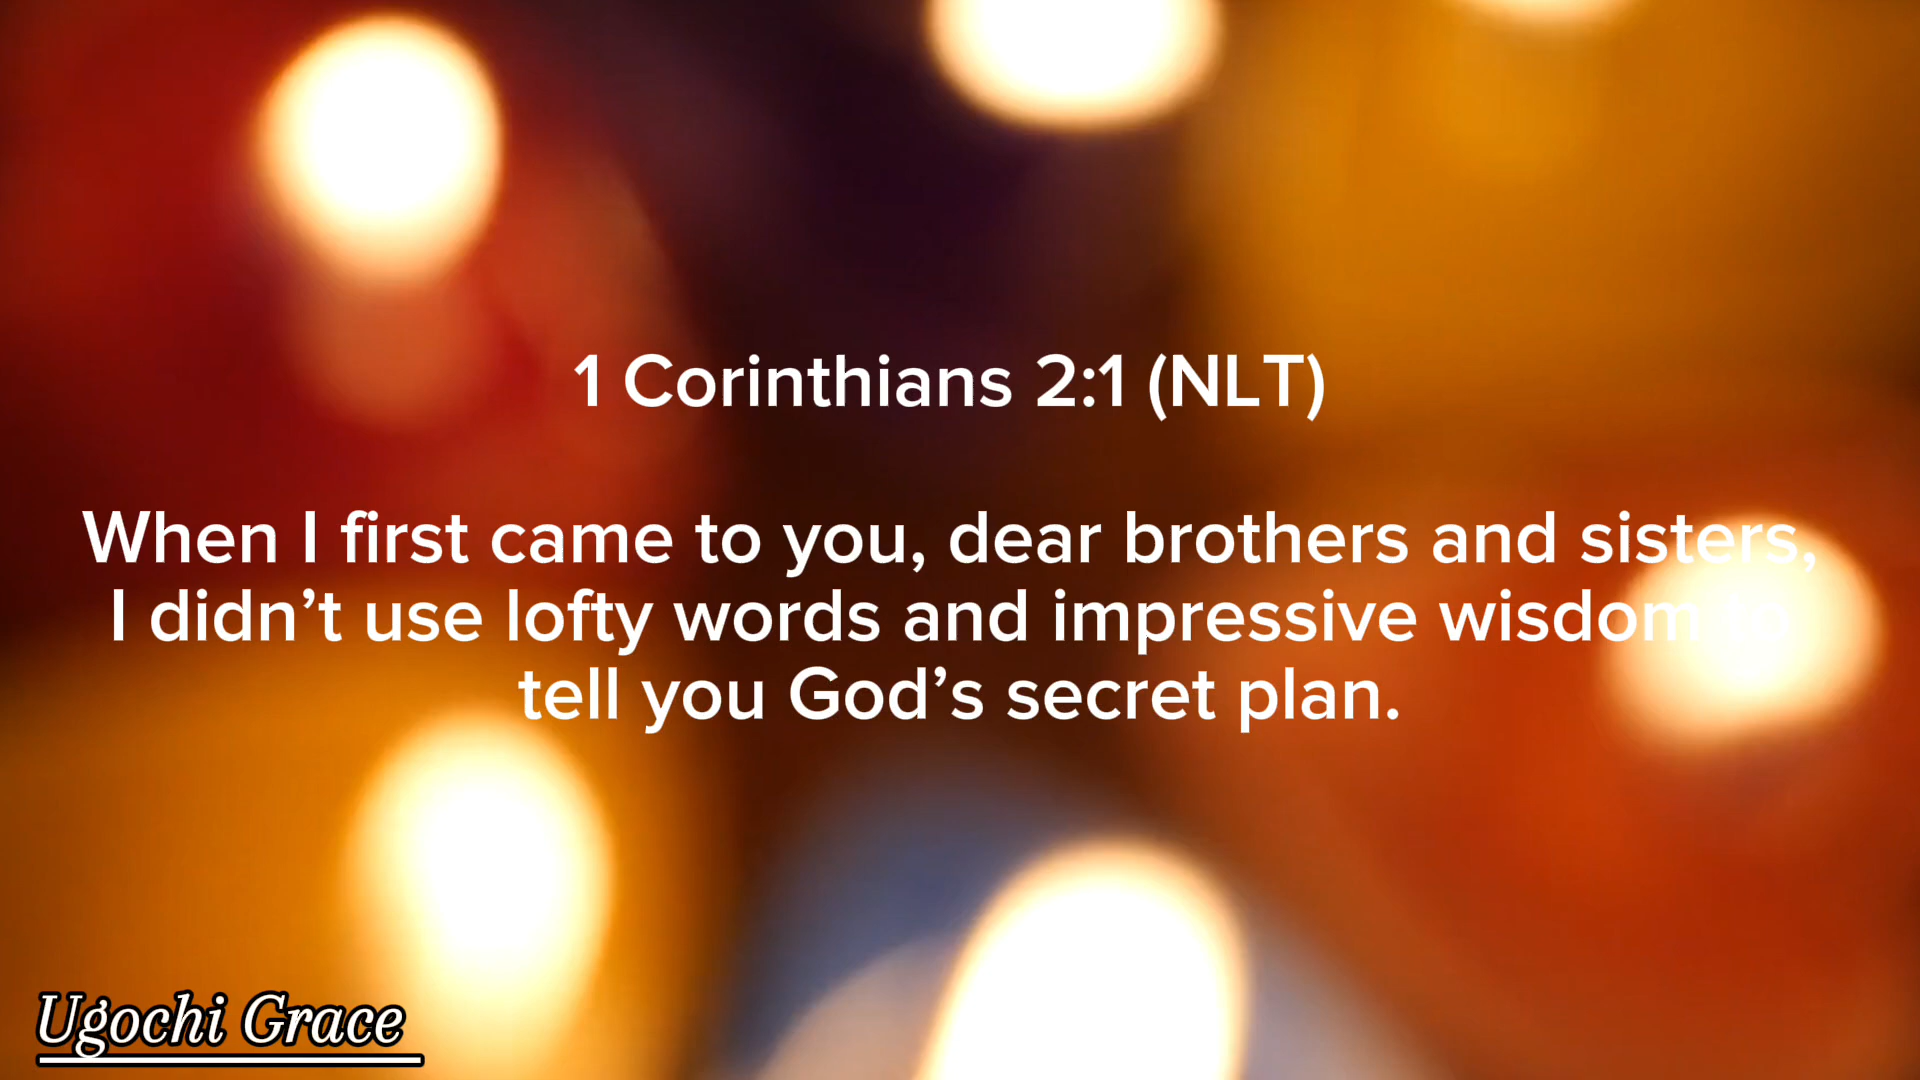 1 Corinthians 2:1 (NLT)
When I first came to you, dear brothers and sisters,
I didn’t use lofty words and impressive wisdom to
tell you God’s secret plan.
Ugochi Grace